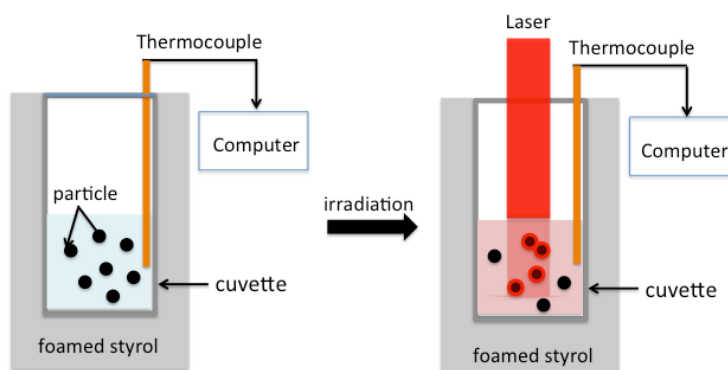 Thermocouple
Computer
particle
cuvette
foamed styrol
irradiation
Laser
Thermocouple
Computer
cuvette
foamed styrol